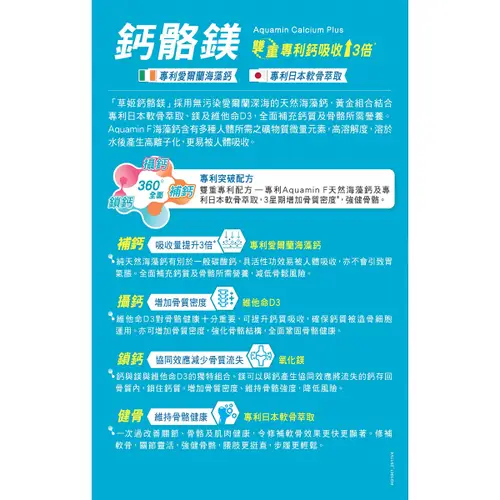 鈣骼鎂
Aquamin Calcium Plus
雙重專利鈣吸收3倍*
專利愛爾蘭海藻鈣
專利日本軟骨萃取
「草姬鈣骼鎂」採用無污染愛爾蘭深海的天然海藻鈣，黃金組合結合
專利日本軟骨萃取、鎂及維他命D3，全面補充鈣質及骨骼所需營養。
Aquamin F海藻鈣含有多種人體所需之礦物質微量元素，高溶解度，溶於
水後產生高離子化，更易被人體吸收。
攝鈣
360°
全面
補鈣
鎖鈣
專利突破配方
雙重專利配方 — 專利Aquamin F天然海藻鈣及專
利日本軟骨萃取，3星期增加骨質密度*，強健骨骼。
補鈣 吸收量提升3倍* 專利愛爾蘭海藻鈣
純天然海藻鈣有別於一般碳酸鈣，具活性功效易被人體吸收，亦不會引致胃
氣脹。全面補充鈣質及骨骼所需營養，減低骨鬆風險。
攝鈣 增加骨質密度 維他命D3
維他命D3對骨骼健康十分重要，可提升鈣質吸收，確保鈣質被造骨細胞
運用。亦可增加骨質密度，強化骨骼結構，全面鞏固骨骼健康。
鎖鈣 協同效應減少骨質流失 氧化鎂
鈣與鎂與維他命D3的獨特組合，鎂可以與鈣產生協同效應將流失的鈣存回
骨質內，鎖住鈣質。增加骨質密度，維持骨骼強度，降低風險。
健骨 維持骨骼健康 專利日本軟骨萃取
一次過改善關節、骨骼及肌肉健康，令修補軟骨效果更快更顯著。修補
軟骨，關節靈活，強健骨骼，腰肢更挺直，步履更輕鬆。